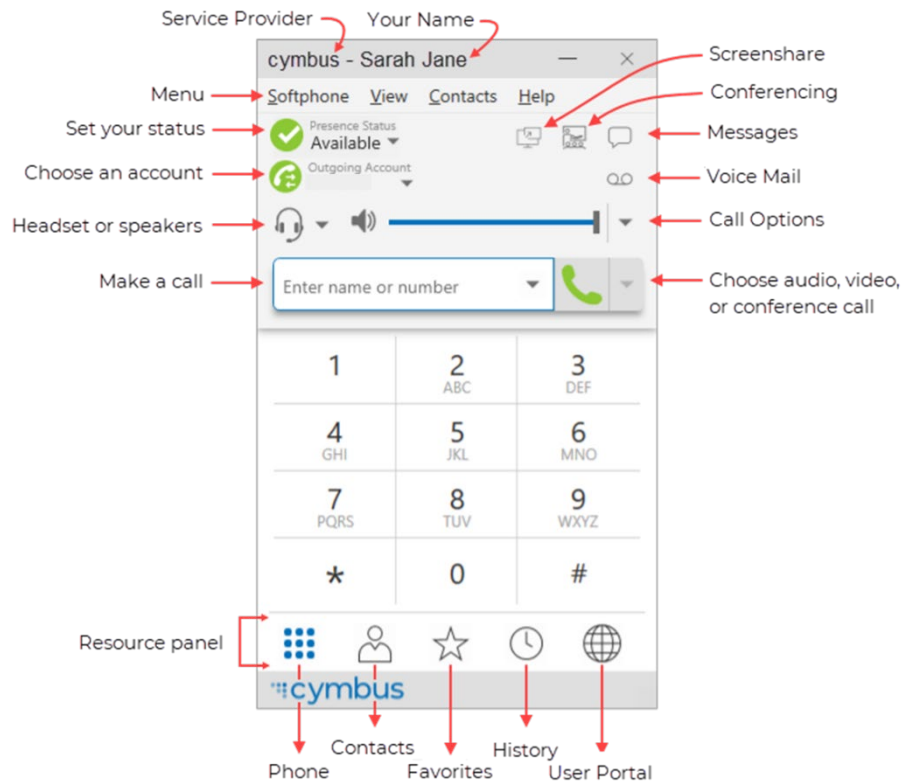 Service Provider
Your Name
cymbus - Sarah Jane
Screenshare
Menu
Softphone View Contacts Help
Conferencing
Set your status
Presence Status
Available
Messages
Choose an account
Outgoing Account
Voice Mail
Headset or speakers
Call Options
Make a call
Enter name or number
Choose audio, video,
or conference call
1
2
ABC
3
DEF
4
GHI
5
JKL
6
MNO
7
PQRS
8
TUV
9
WXYZ
*
0
#
Resource panel
cymbus
Contacts
History
Phone
Favorites
User Portal